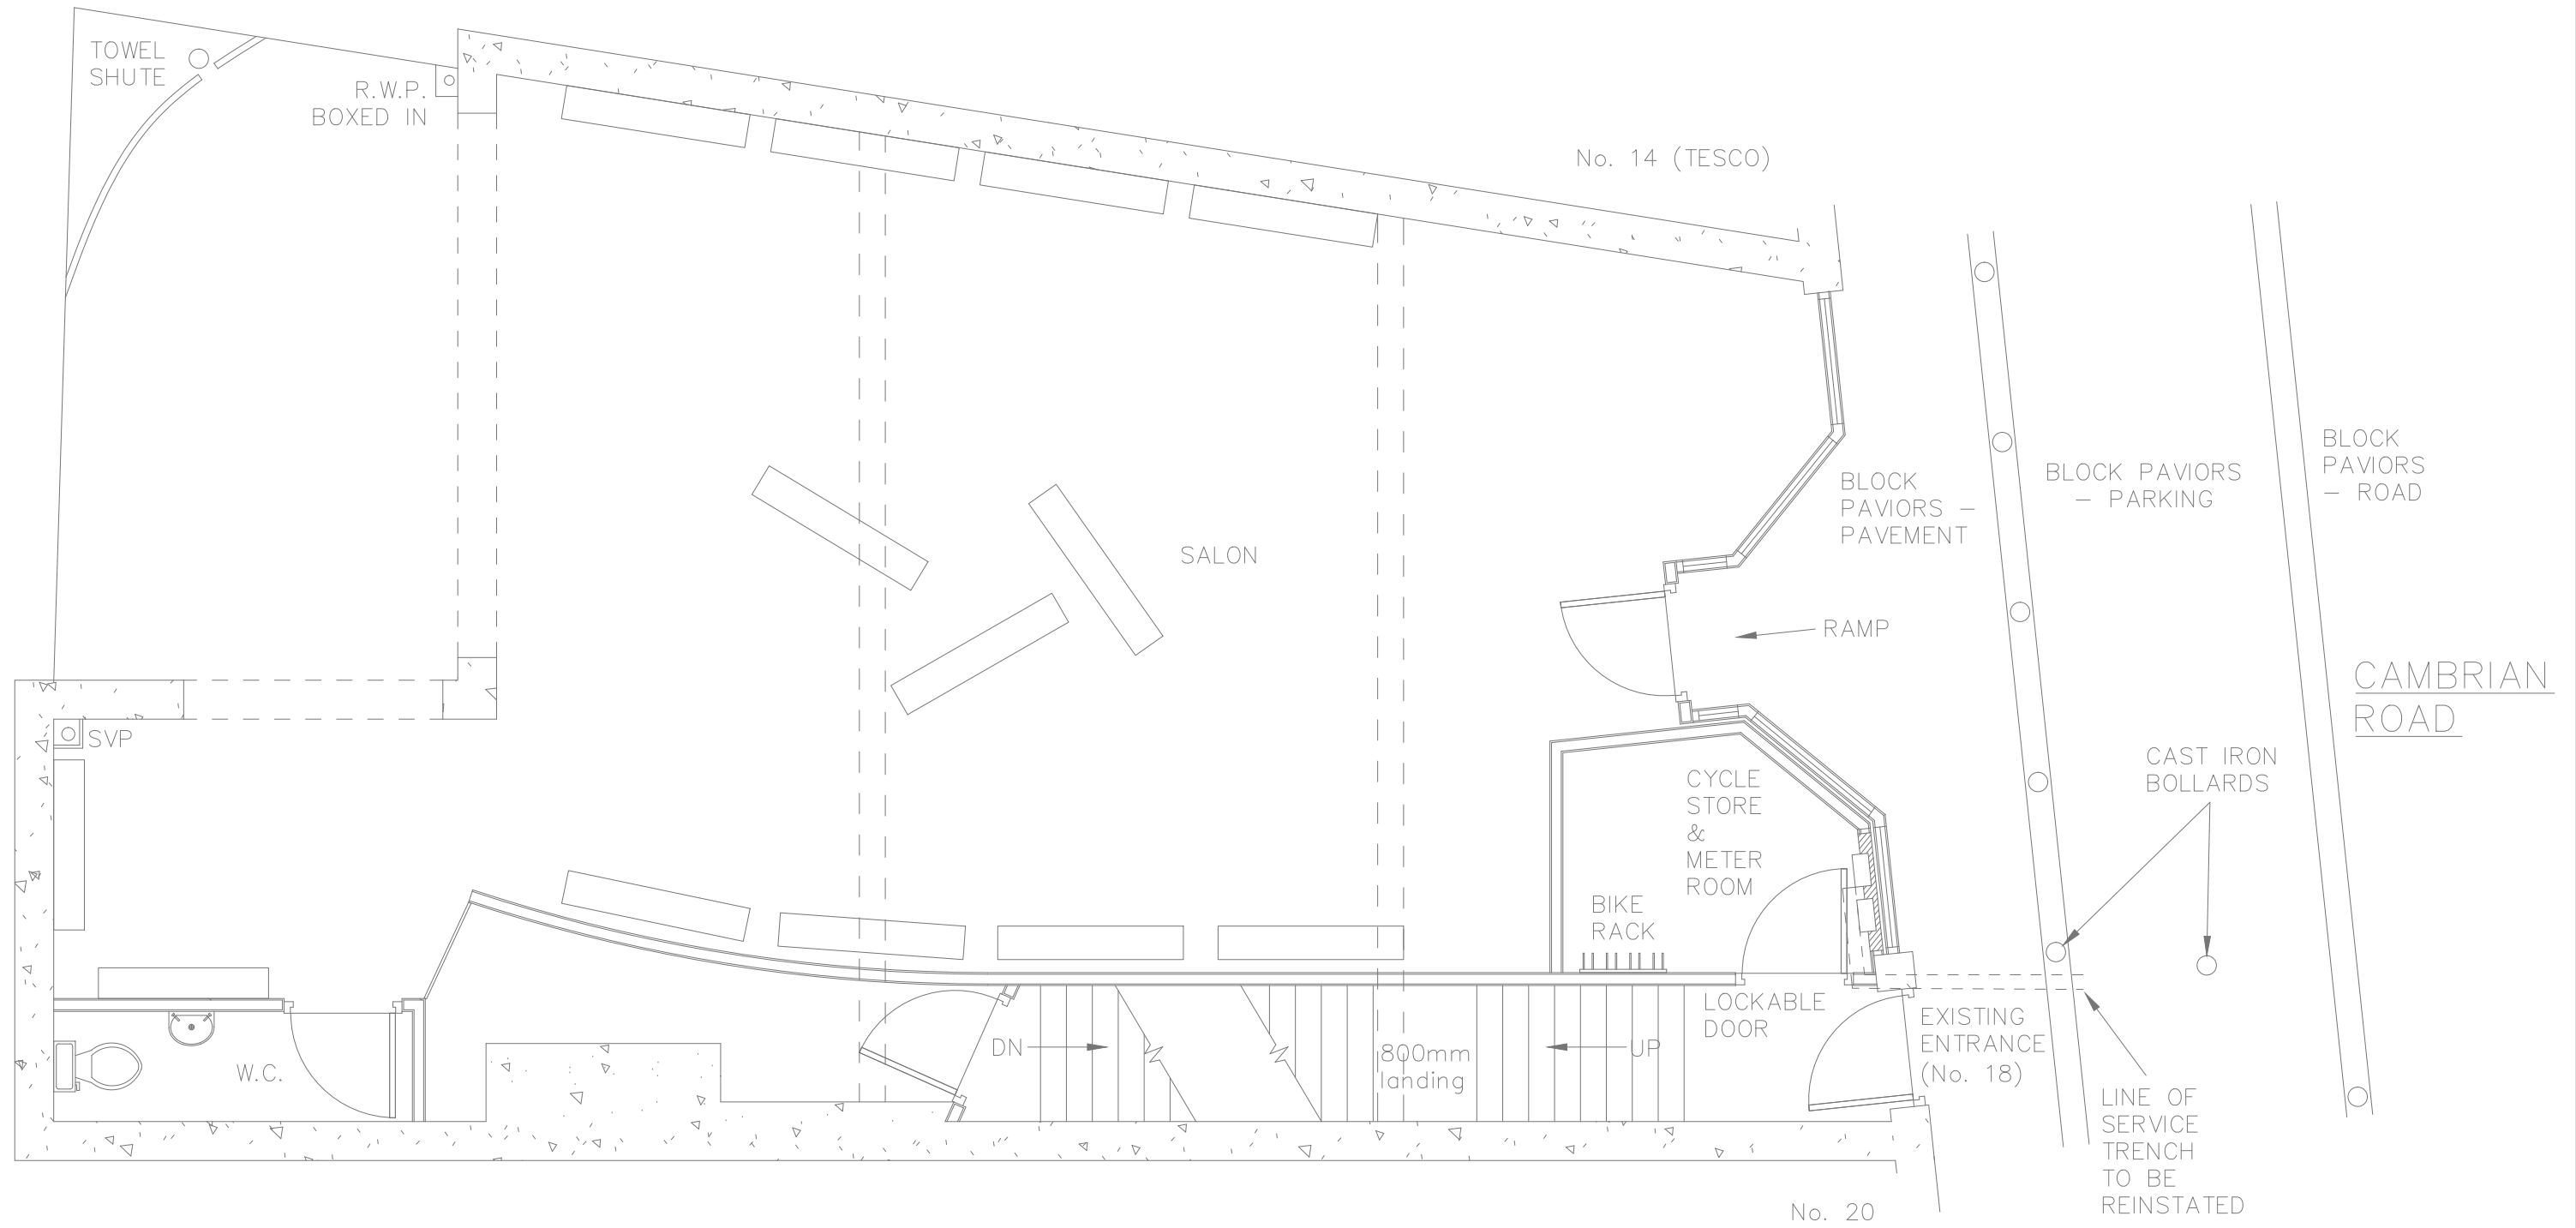 TOWEL
SHUTE
R.W.P.
BOXED IN
No. 14 (TESCO)
BLOCK
PAVIORS –
PAVEMENT
BLOCK PAVIORS
– PARKING
BLOCK
PAVIORS
– ROAD
SALON
RAMP
CAMBRIAN
ROAD
SVP
CYCLE
STORE
&
METER
ROOM
CAST IRON
BOLLARDS
BIKE
RACK
W.C.
DN
800mm
landing
UP
LOCKABLE
DOOR
EXISTING
ENTRANCE
(No. 18)
LINE OF
SERVICE
TRENCH
TO BE
REINSTATED
No. 20